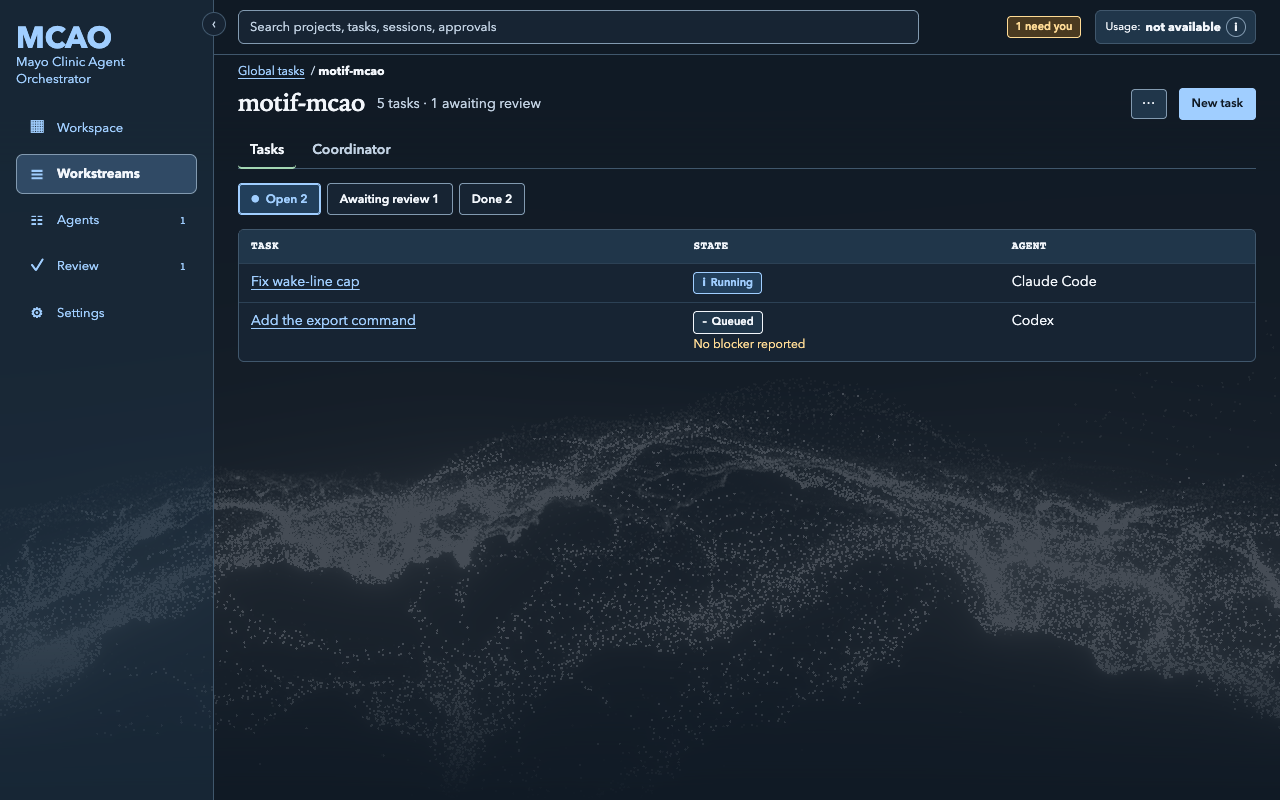 MCAO
Mayo Clinic Agent
Orchestrator
Workspace
Workstreams
Agents 1
Review 1
Settings
‹
Search projects, tasks, sessions, approvals
1 need you
Usage: not available i
Global tasks / motif-mcao
motif-mcao 5 tasks · 1 awaiting review
···
New task
Tasks Coordinator
Open 2 Awaiting review 1 Done 2
TASK STATE AGENT
Fix wake-line cap Running Claude Code
Add the export command - Queued Codex
No blocker reported